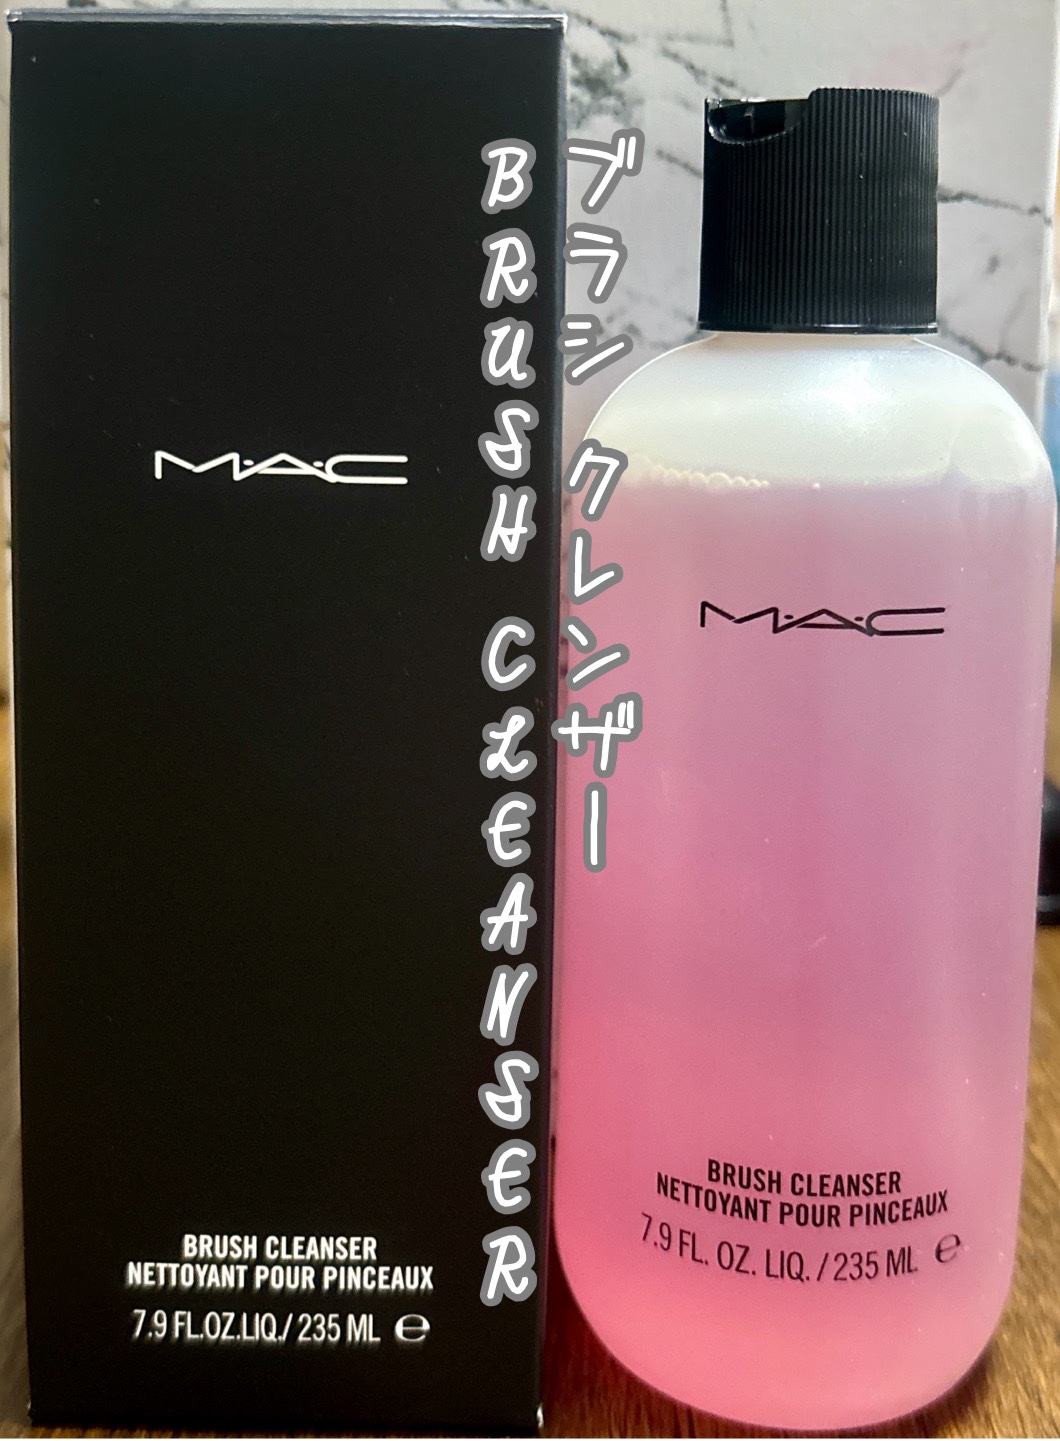 ブラシ クレンザー
BRUSH CLEANSER
M·A·C
BRUSH CLEANSER
NETTOYANT POUR PINCEAUX
7.9 FL.OZ.LIQ./235 ML ℮
M·A·C
BRUSH CLEANSER
NETTOYANT POUR PINCEAUX
7.9 FL. OZ. LIQ. / 235 ML ℮